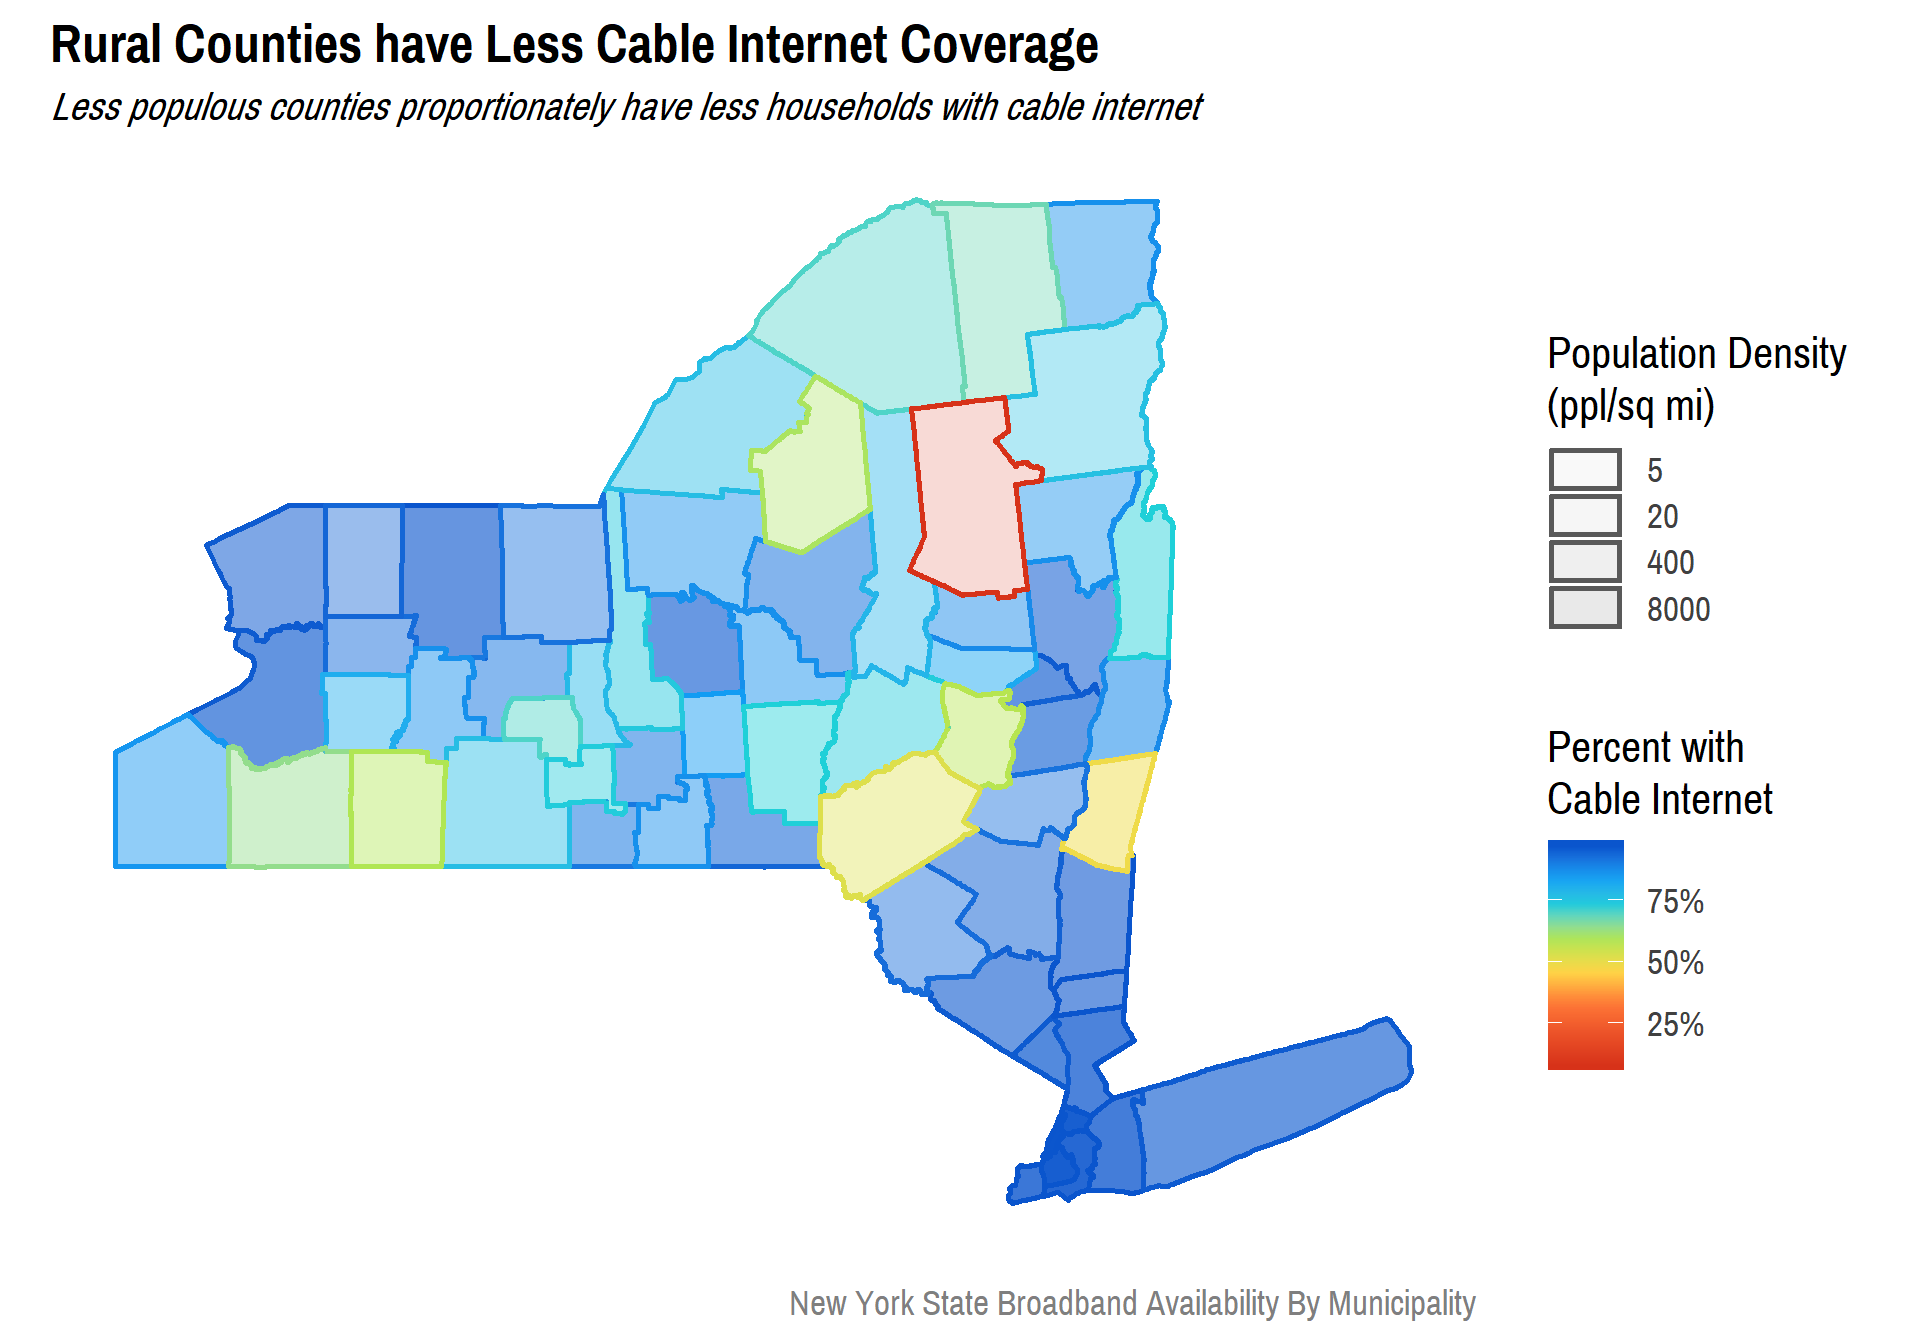 Rural Counties have Less Cable Internet Coverage
Less populous counties proportionately have less households with cable internet
Population Density
(ppl/sq mi)
5
20
400
8000
Percent with
Cable Internet
75%
50%
25%
New York State Broadband Availability By Municipality